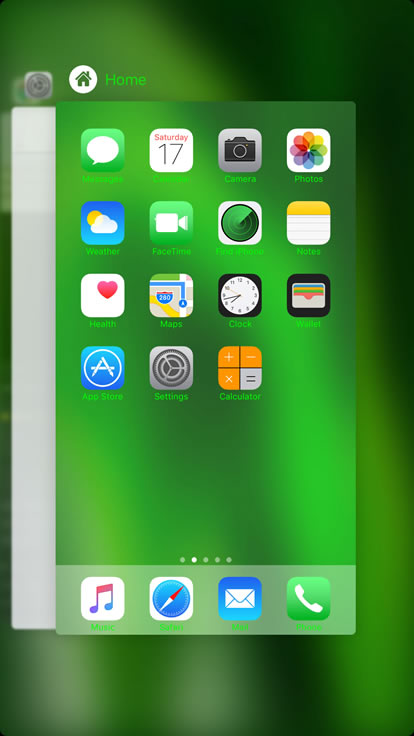 Home
Saturday
17
Messages
Calendar
Camera
Photos
Weather
FaceTime
Find iPhone
Notes
280
Health
Maps
Clock
Wallet
App Store
Settings
Calculator
Music
Safari
Mail
Phone